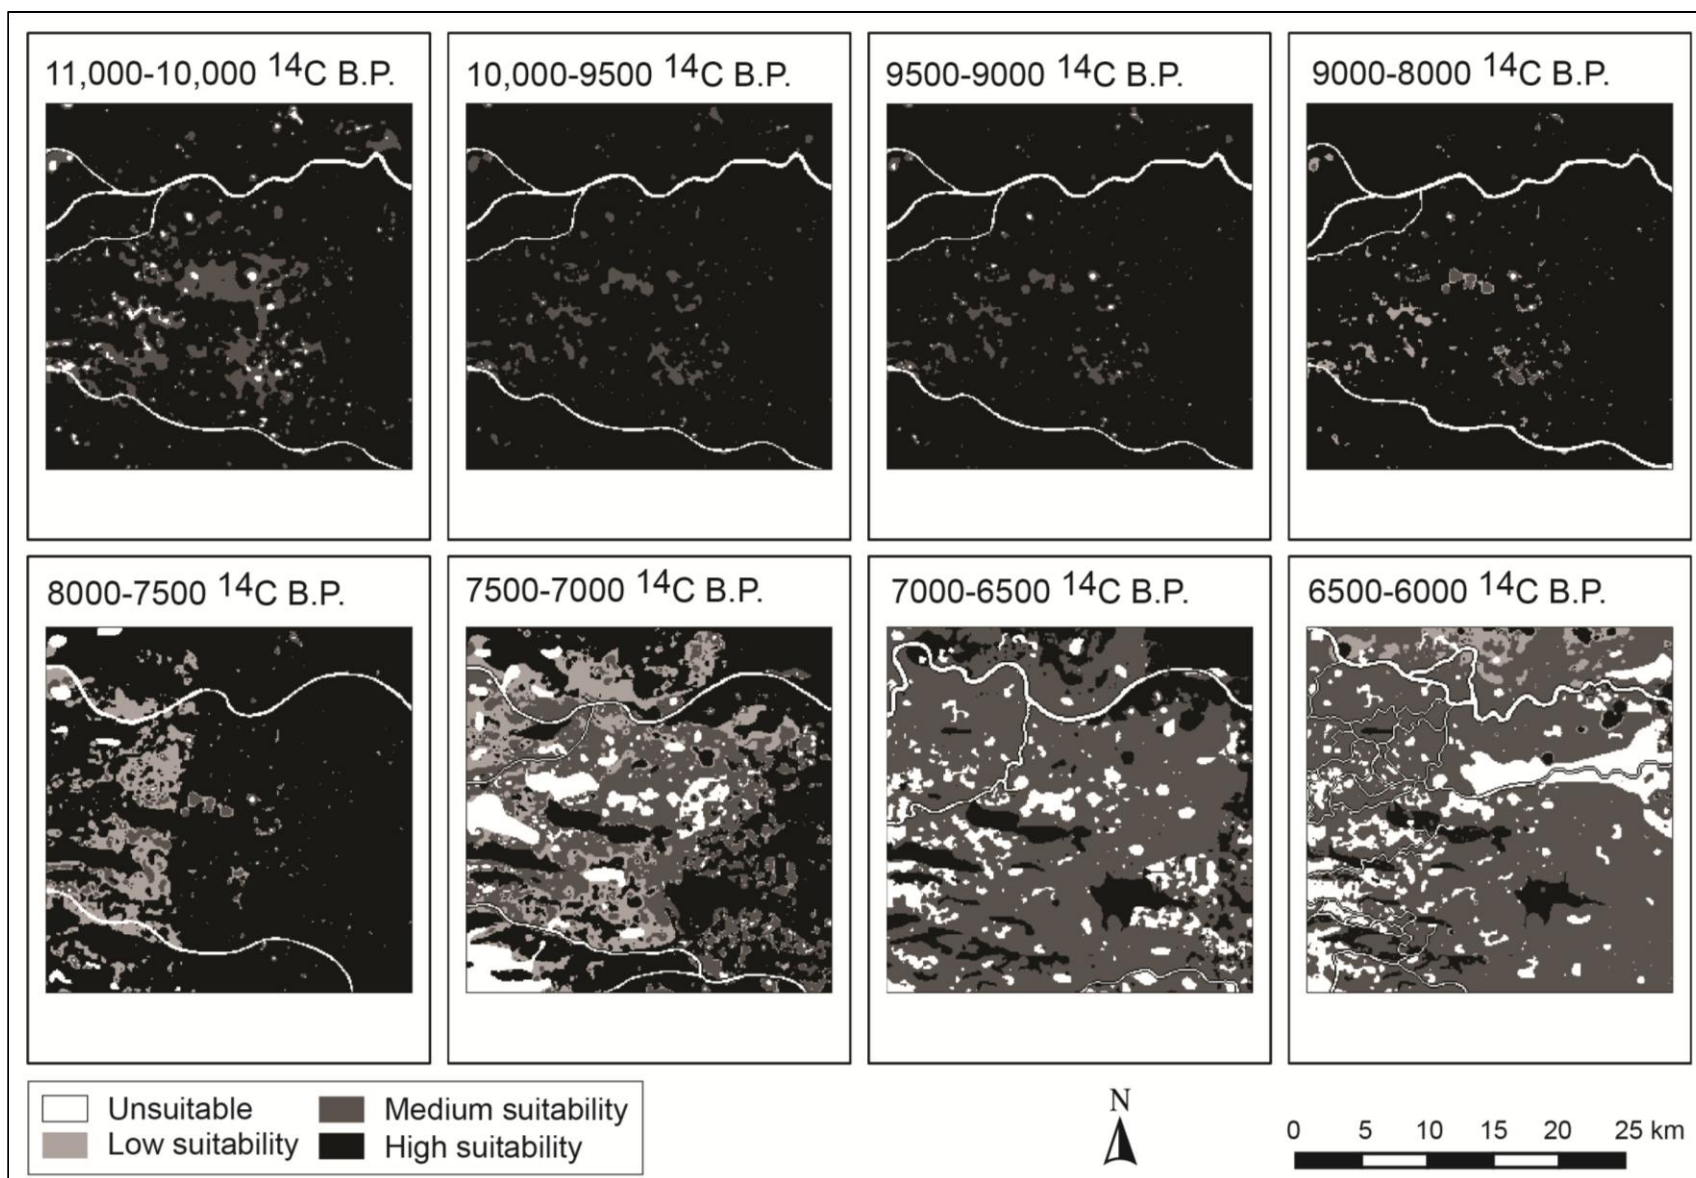 11,000-10,000 ¹⁴C B.P.
10,000-9500 ¹⁴C B.P.
9500-9000 ¹⁴C B.P.
9000-8000 ¹⁴C B.P.
8000-7500 ¹⁴C B.P.
7500-7000 ¹⁴C B.P.
7000-6500 ¹⁴C B.P.
6500-6000 ¹⁴C B.P.
Unsuitable
Low suitability
Medium suitability
High suitability
N
0 5 10 15 20 25 km